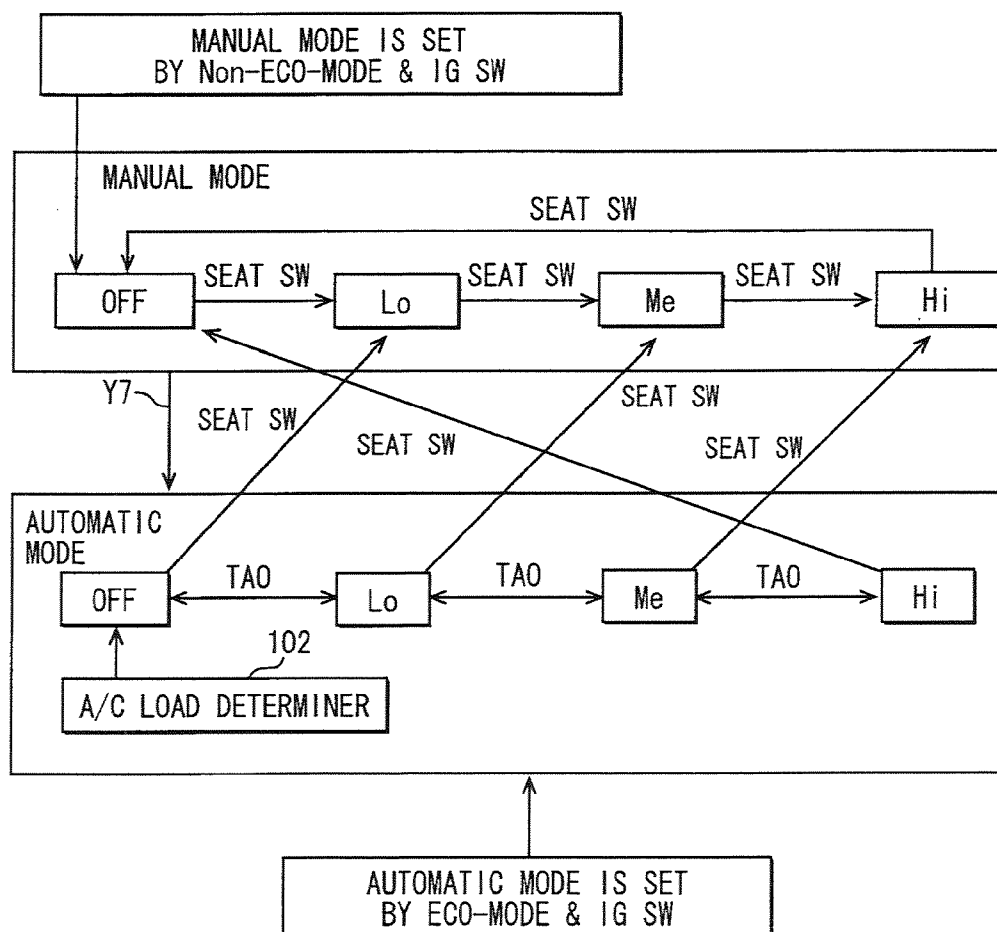 MANUAL MODE IS SET
BY Non-ECO-MODE & IG SW
MANUAL MODE
SEAT SW
SEAT SW
SEAT SW
SEAT SW
OFF
Lo
Me
Hi
Y7
SEAT SW
SEAT SW
SEAT SW
SEAT SW
AUTOMATIC
MODE
TAO
TAO
TAO
OFF
Lo
Me
Hi
102
A/C LOAD DETERMINER
AUTOMATIC MODE IS SET
BY ECO-MODE & IG SW